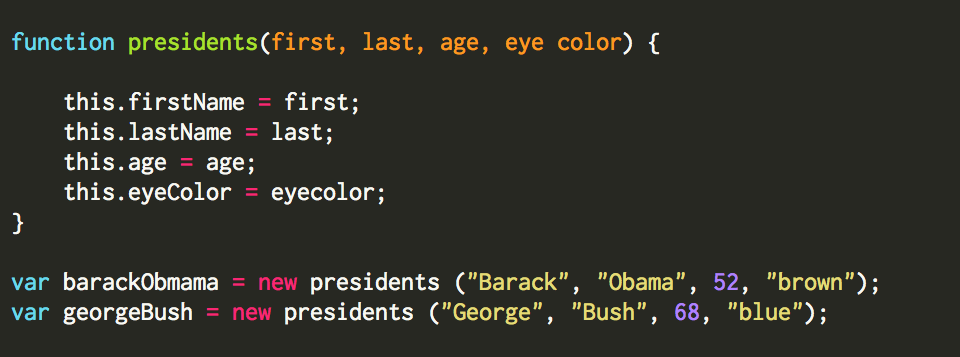 function presidents(first, last, age, eye color) {
this.firstName = first;
this.lastName = last;
this.age = age;
this.eyeColor = eyecolor;
}
var barackObmama = new presidents ("Barack", "Obama", 52, "brown");
var georgeBush = new presidents ("George", "Bush", 68, "blue");